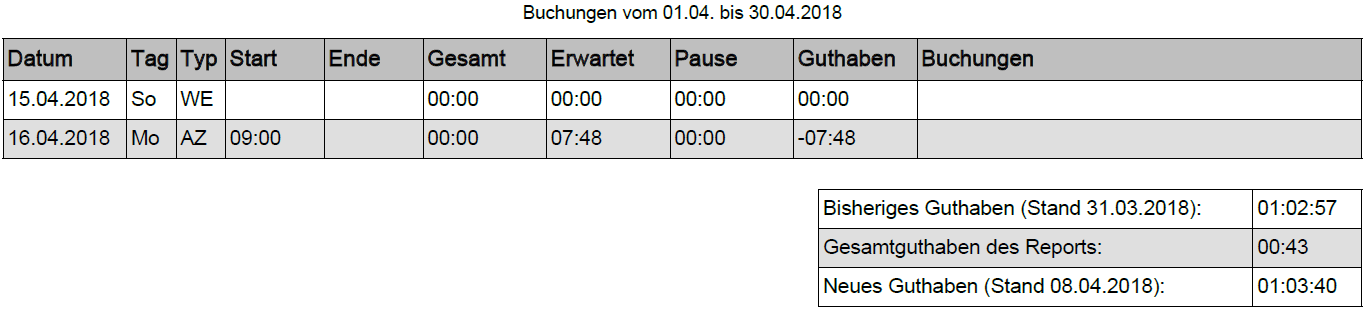 Buchungen vom 01.04. bis 30.04.2018
Datum Tag Typ Start Ende Gesamt Erwartet Pause Guthaben Buchungen
15.04.2018 So WE 00:00 00:00 00:00 00:00
16.04.2018 Mo AZ 09:00 00:00 07:48 00:00 -07:48
Bisheriges Guthaben (Stand 31.03.2018): 01:02:57
Gesamtguthaben des Reports: 00:43
Neues Guthaben (Stand 08.04.2018): 01:03:40